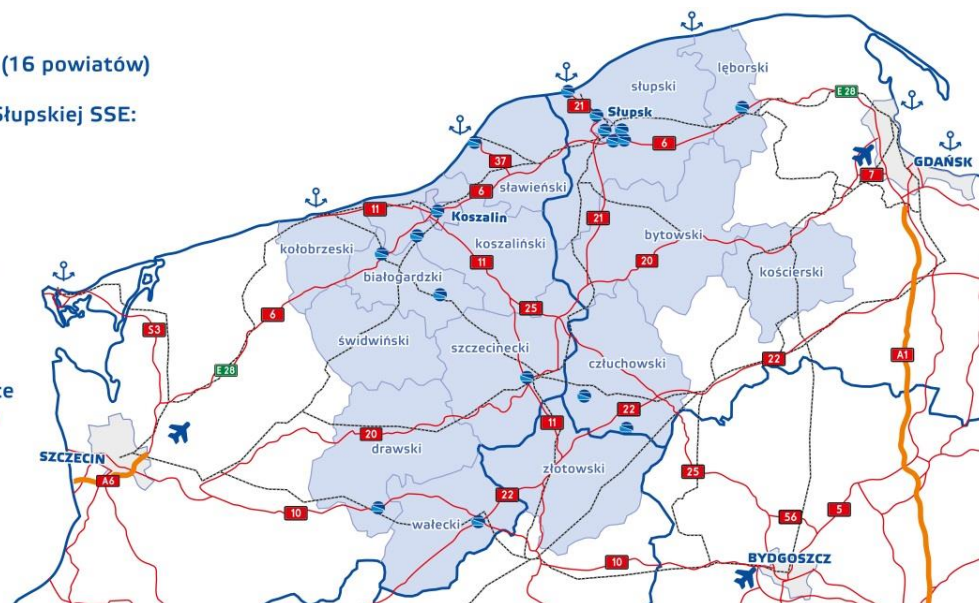 (16 powiatów)
Słupskiej SSE:
lęborski
słupski
E 28
21
Słupsk
6
37
GDAŃSK
7
sławieński
6
11
Koszalin
21
bytowski
koszaliński
kołobrzeski
białogardzki
11
20
kościerski
25
6
S3
świdwiński
szczecinecki
A1
22
człuchowski
E 28
ce
22
11
20
drawski
SZCZECIN
złotowski
25
A6
22
10
wałecki
56
5
BYDGOSZCZ
10